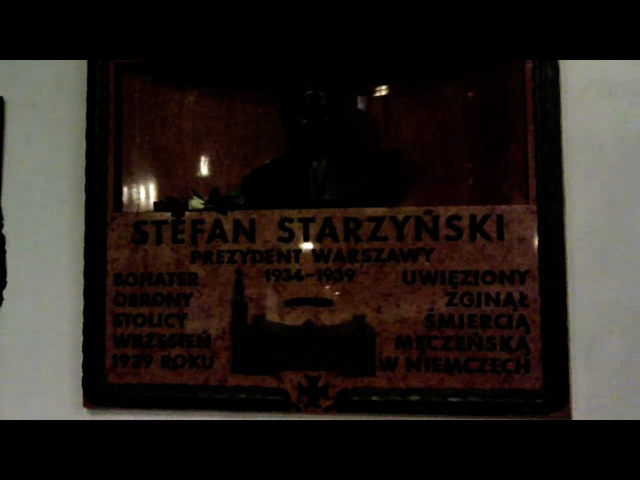 STEFAN STARZYŃSKI
PREZYDENT WARSZAWY
1934-1939
BOHATER
OBRONY
STOLICY
WRZESIEŃ
1939 ROKU
UWIĘZIONY
ZGINĄŁ
ŚMIERCIĄ
MĘCZEŃSKĄ
W NIEMCZECH